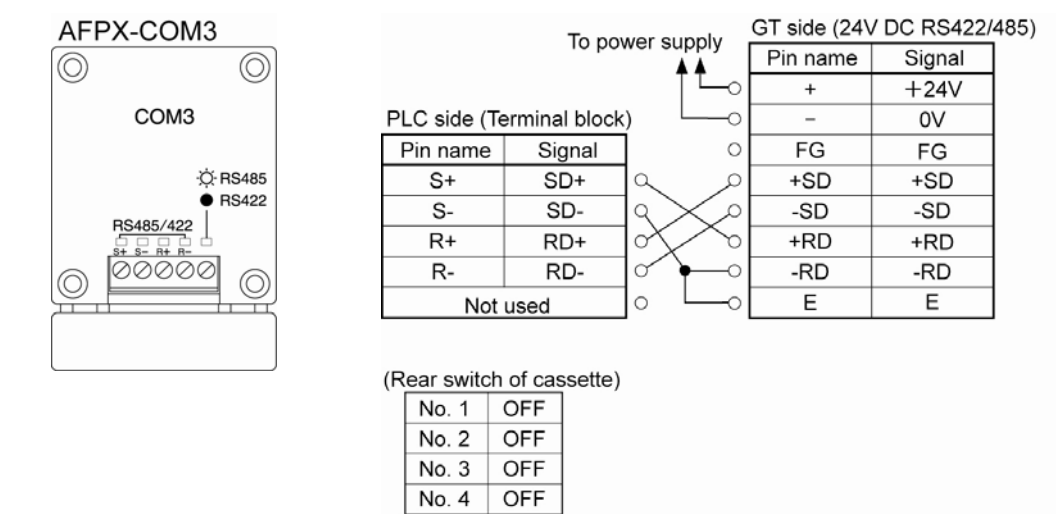 AFPX-COM3
COM3
RS485
RS422
RS485/422
S+ S- R+ R-
To power supply
GT side (24V DC RS422/485)
Pin name Signal
+ +24V
- 0V
FG FG
+SD +SD
-SD -SD
+RD +RD
-RD -RD
E E
PLC side (Terminal block)
Pin name Signal
S+ SD+
S- SD-
R+ RD+
R- RD-
Not used
(Rear switch of cassette)
No. 1 OFF
No. 2 OFF
No. 3 OFF
No. 4 OFF